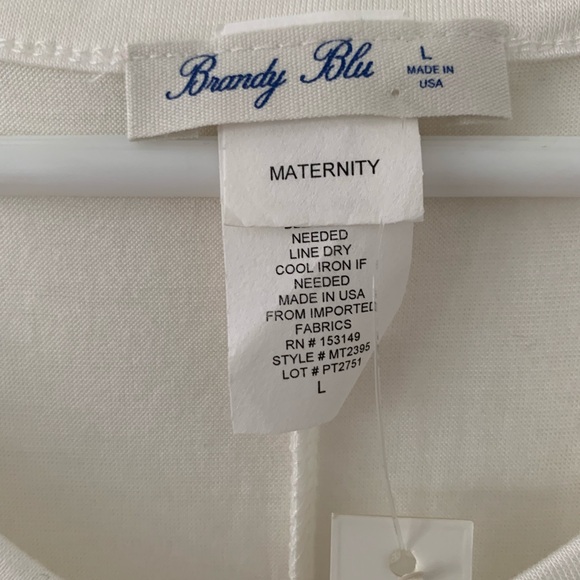 Brandy Blu
L
MADE IN
USA
MATERNITY
NEEDED
LINE DRY
COOL IRON IF
NEEDED
MADE IN USA
FROM IMPORTED
FABRICS
RN # 153149
STYLE # MT2395
LOT # PT2751
L